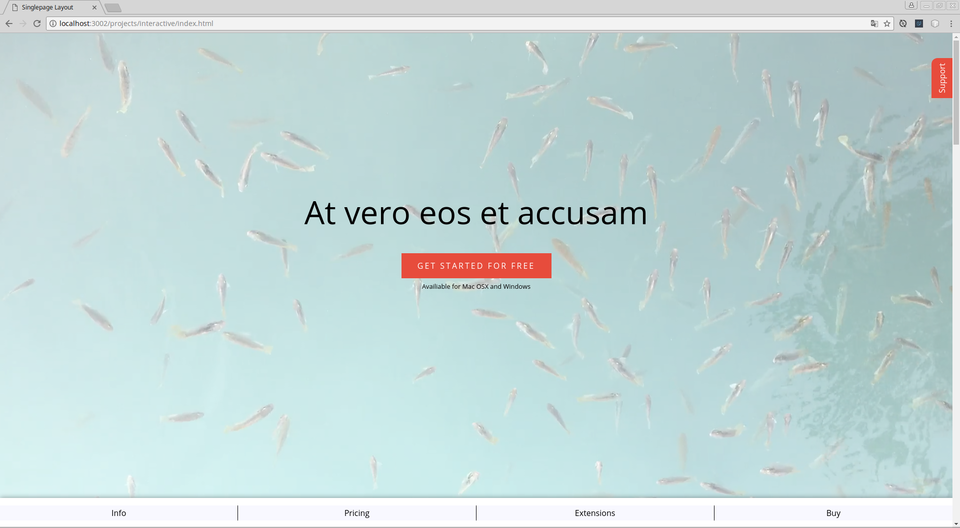 Singlepage Layout
localhost:3002/projects/interactive/index.html
Support
At vero eos et accusam
GET STARTED FOR FREE
Available for Mac OSX and Windows
Info
Pricing
Extensions
Buy